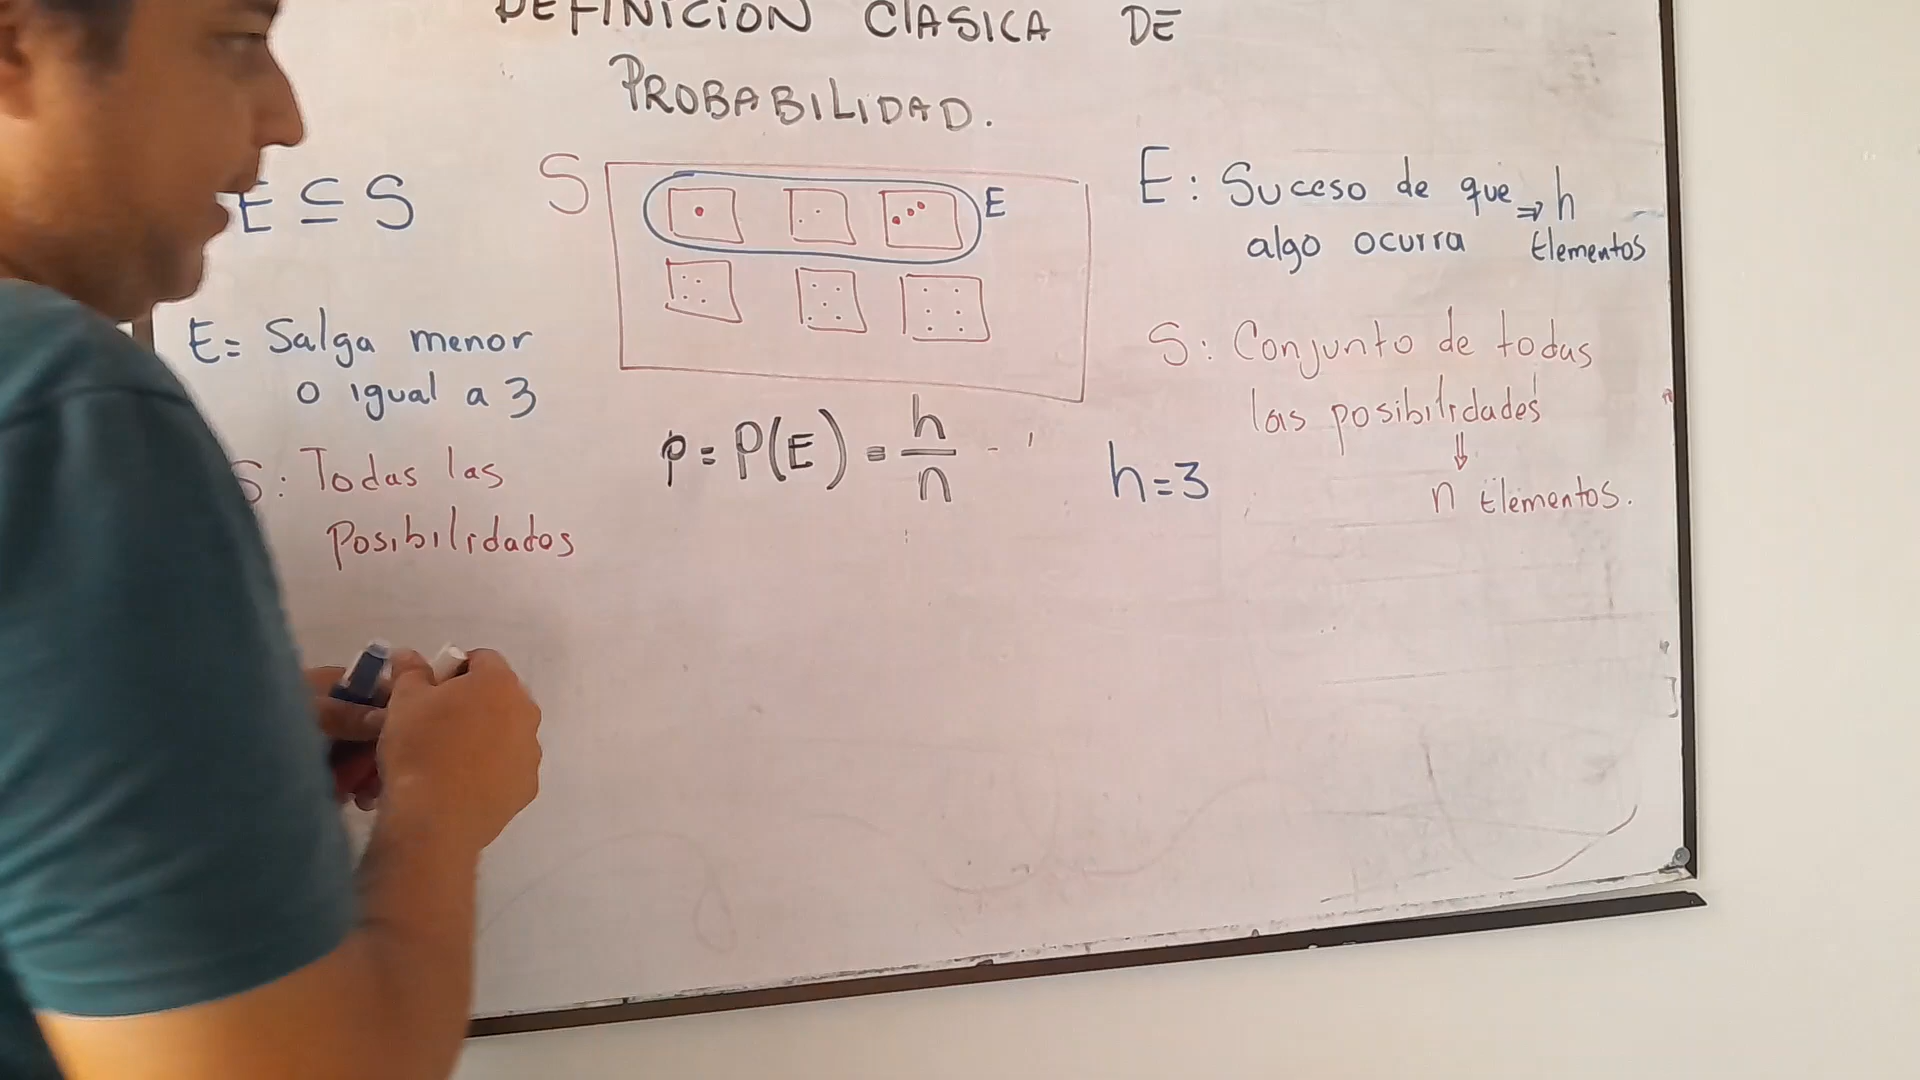 DEFINICION CLASICA DE
PROBABILIDAD.
E ⊆ S
E= Salga menor
o igual a 3
S: Todas las
Posibilidades
S
E
p = P(E) = h/n
h=3
E: Suceso de que ⇒ h
algo ocurra Elementos
S: Conjunto de todas
las posibilidades
⇓
n Elementos.